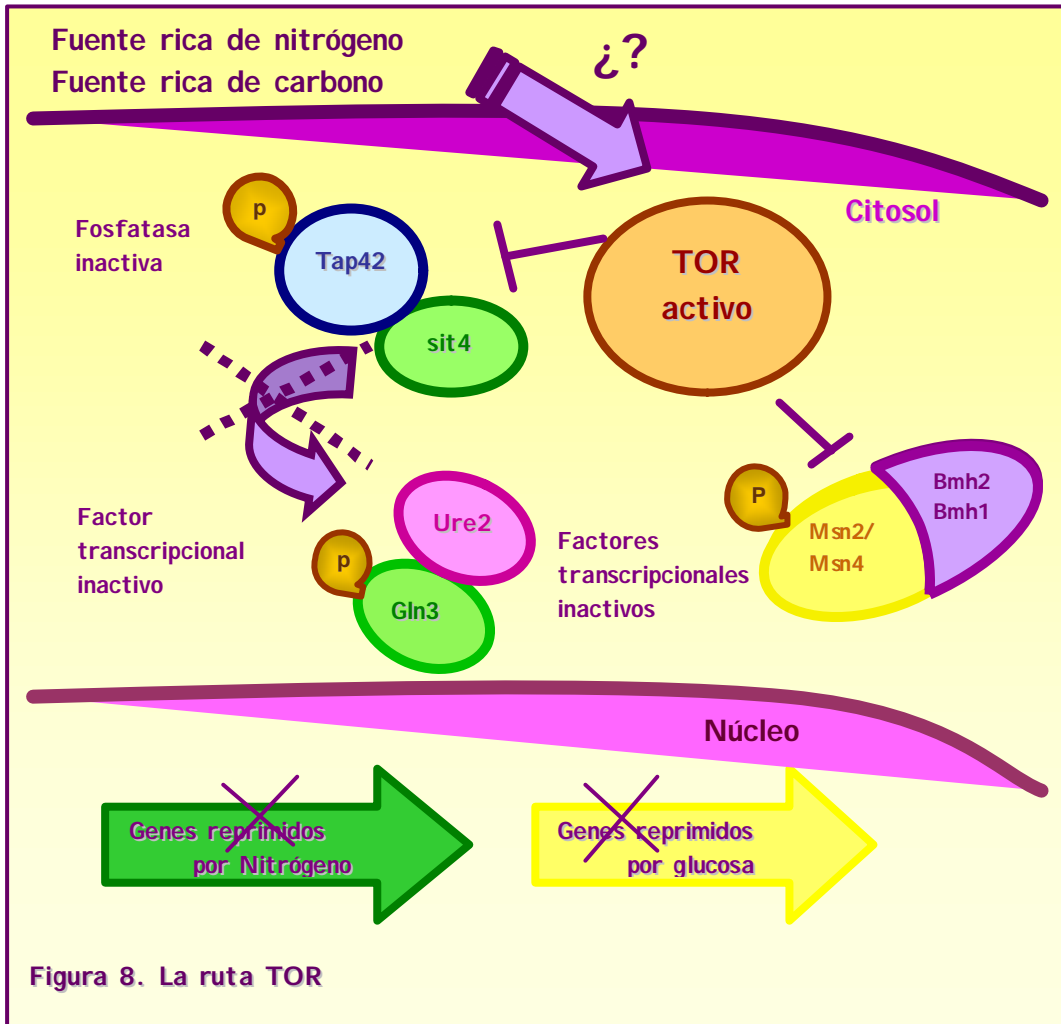 Fuente rica de nitrógeno
Fuente rica de carbono
¿?
Citosol
p
Fosfatasa
inactiva
Tap42
sit4
TOR
activo
Factor
transcripcional
inactivo
Ure2
p
Gln3
Factores
transcripcionales
inactivos
P
Msn2/
Msn4
Bmh2
Bmh1
Núcleo
Genes reprimidos
por Nitrógeno
Genes reprimidos
por glucosa
Figura 8. La ruta TOR